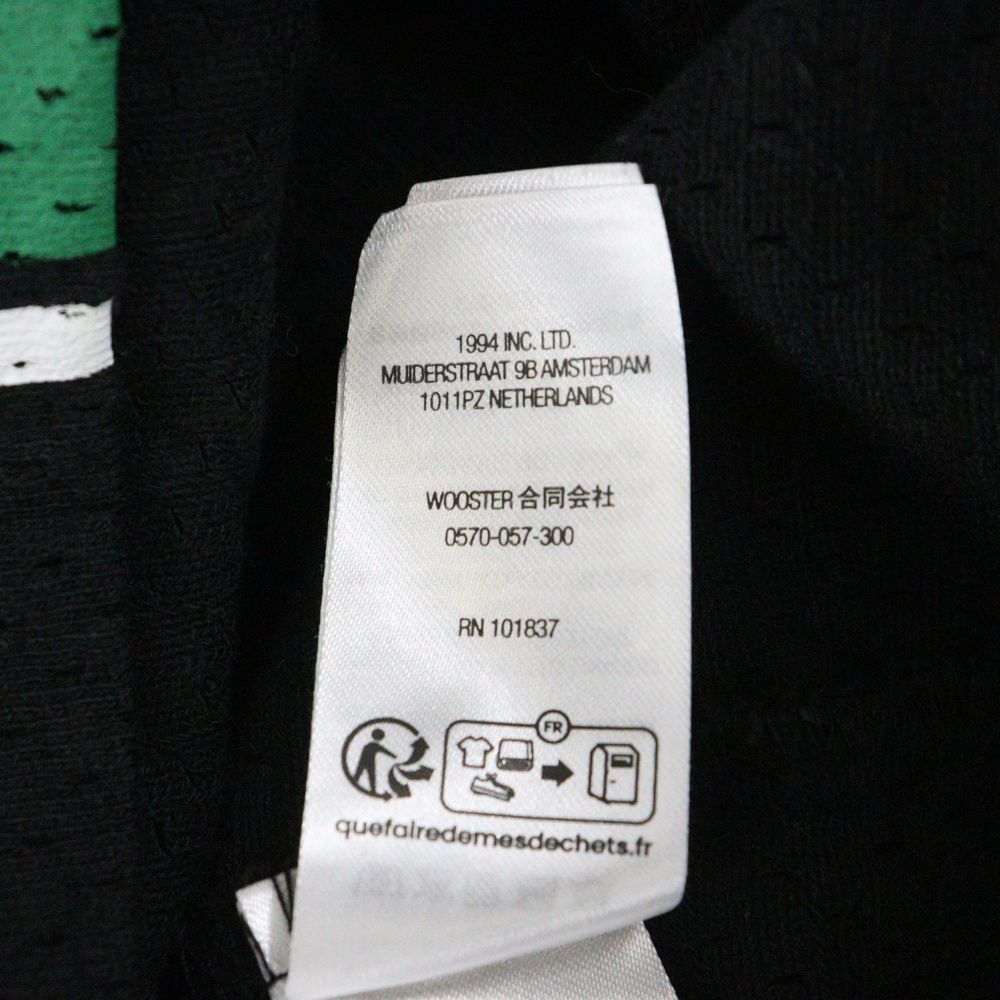 1994 INC. LTD.
MUIDERSTRAAT 9B AMSTERDAM
1011PZ NETHERLANDS
WOOSTER 合同会社
0570-057-300
RN 101837
FR
quefairedemesdechets.fr